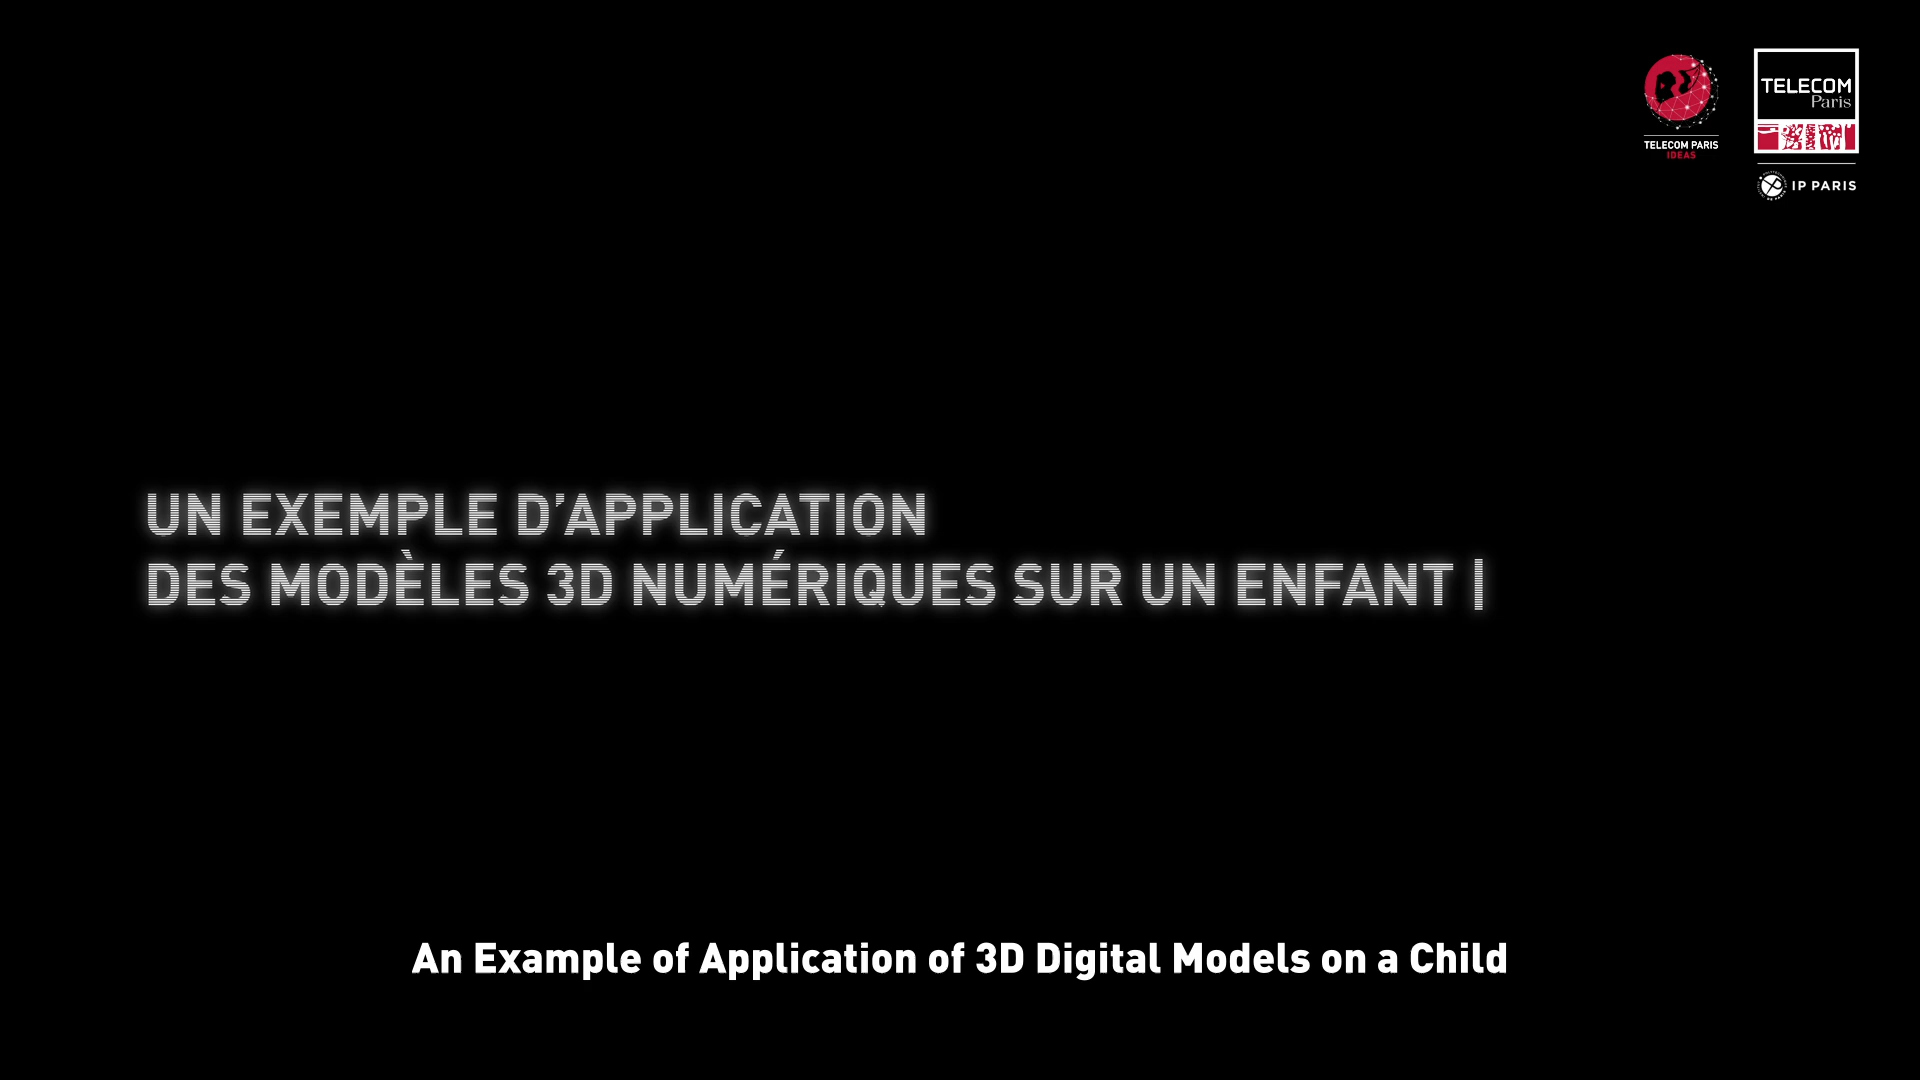 TELECOM
Paris
TELECOM PARIS
IDEAS
IP PARIS
UN EXEMPLE D’APPLICATION
DES MODÈLES 3D NUMÉRIQUES SUR UN ENFANT |
An Example of Application of 3D Digital Models on a Child